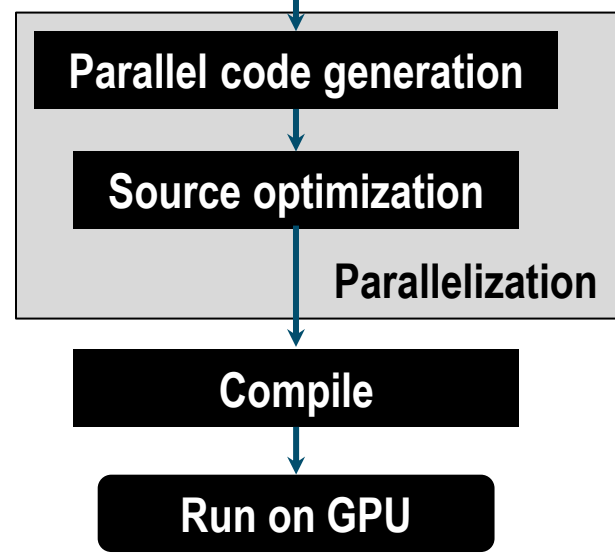 Parallel code generation
Source optimization
Parallelization
Compile
Run on GPU